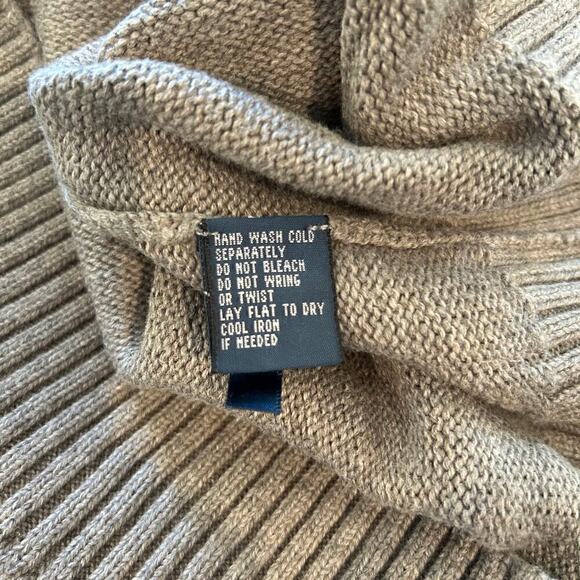 HAND WASH COLD
SEPARATELY
DO NOT BLEACH
DO NOT WRING
OR TWIST
LAY FLAT TO DRY
COOL IRON
IF NEEDED